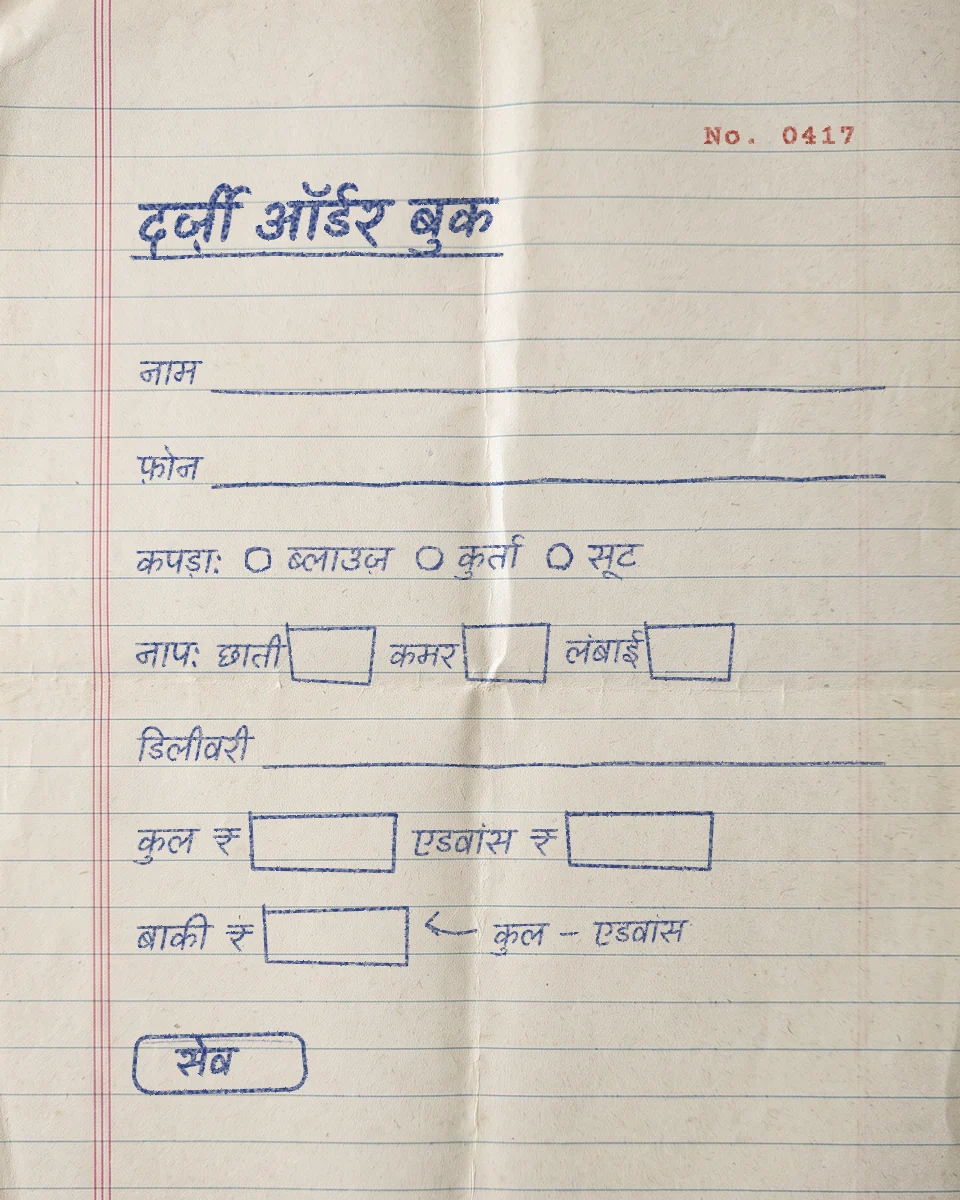 No. 0417
दर्ज़ी ऑर्डर बुक
नाम
फ़ोन
कपड़ा: ब्लाउज़ कुर्ता सूट
नाप: छाती कमर लंबाई
डिलीवरी
कुल ₹ एडवांस ₹
बाकी ₹ ← कुल – एडवांस
सेव